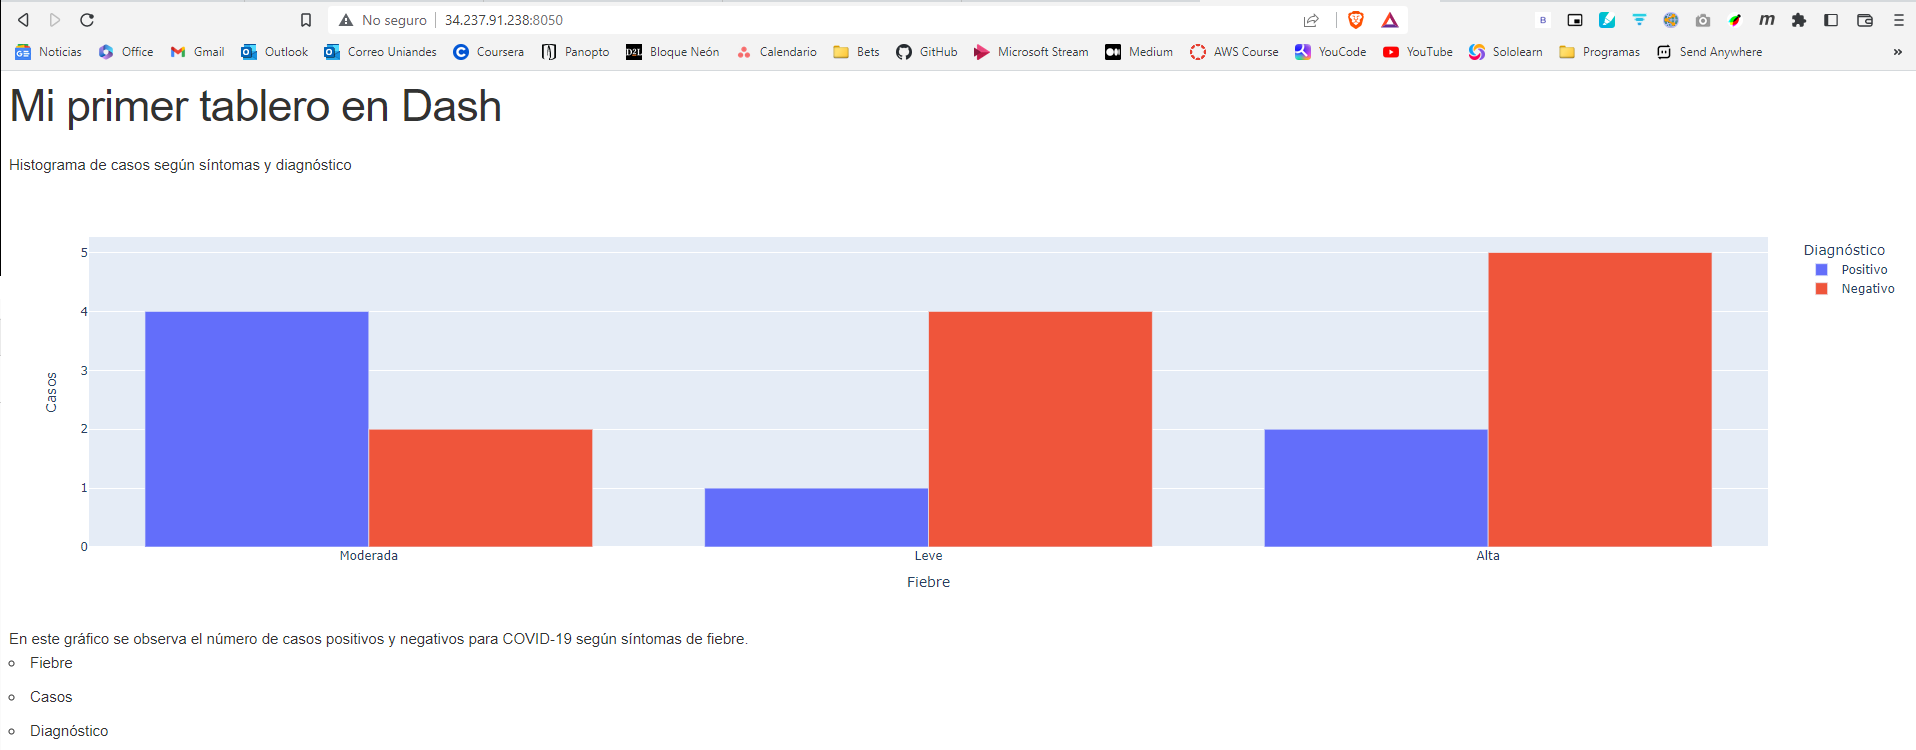 No seguro 34.237.91.238:8050
B m
GE Noticias Office Gmail Outlook Correo Uniandes C Coursera Panopto D2L Bloque Neón Calendario Bets GitHub Microsoft Stream Medium AWS Course YouCode YouTube Sololearn Programas Send Anywhere »
Mi primer tablero en Dash
Histograma de casos según síntomas y diagnóstico
Diagnóstico
Positivo
Negativo
5
4
3
2
1
0
Casos
Moderada Leve Alta
Fiebre
En este gráfico se observa el número de casos positivos y negativos para COVID-19 según síntomas de fiebre.
Fiebre
Casos
Diagnóstico